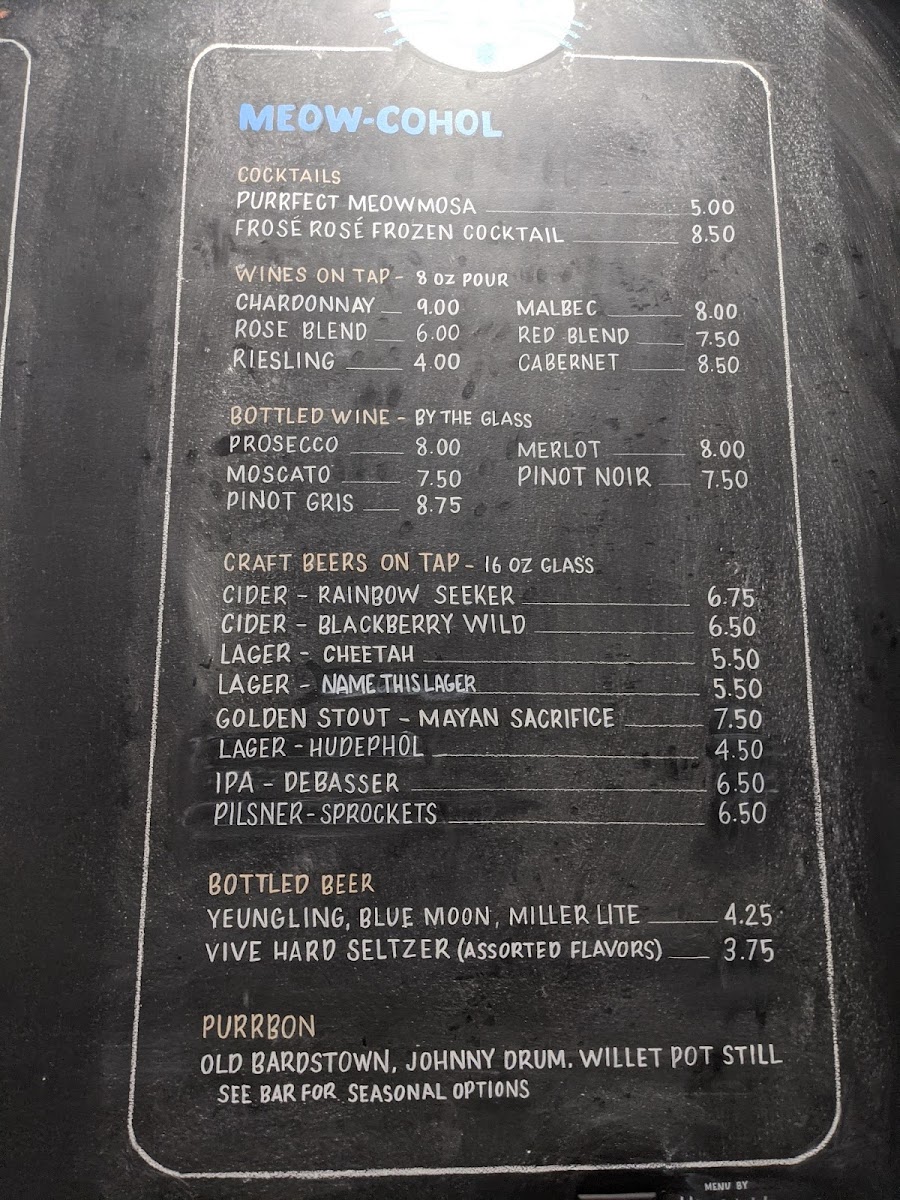 MEOW-COHOL
COCKTAILS
PURRFECT MEOWMOSA 5.00
FROSÉ ROSÉ FROZEN COCKTAIL 8.50
WINES ON TAP - 8 OZ POUR
CHARDONNAY 9.00 MALBEC 8.00
ROSE BLEND 6.00 RED BLEND 7.50
RIESLING 4.00 CABERNET 8.50
BOTTLED WINE - BY THE GLASS
PROSECCO 8.00 MERLOT 8.00
MOSCATO 7.50 PINOT NOIR 7.50
PINOT GRIS 8.75
CRAFT BEERS ON TAP - 16 OZ GLASS
CIDER - RAINBOW SEEKER 6.75
CIDER - BLACKBERRY WILD 6.50
LAGER - CHEETAH 5.50
LAGER - NAME THIS LAGER 5.50
GOLDEN STOUT - MAYAN SACRIFICE 7.50
LAGER - HUDEPHÖL 4.50
IPA - DEBASSER 6.50
PILSNER - SPROCKETS 6.50
BOTTLED BEER
YEUNGLING, BLUE MOON, MILLER LITE 4.25
VIVE HARD SELTZER (ASSORTED FLAVORS) 3.75
PURRBON
OLD BARDSTOWN, JOHNNY DRUM. WILLET POT STILL
SEE BAR FOR SEASONAL OPTIONS
MENU BY